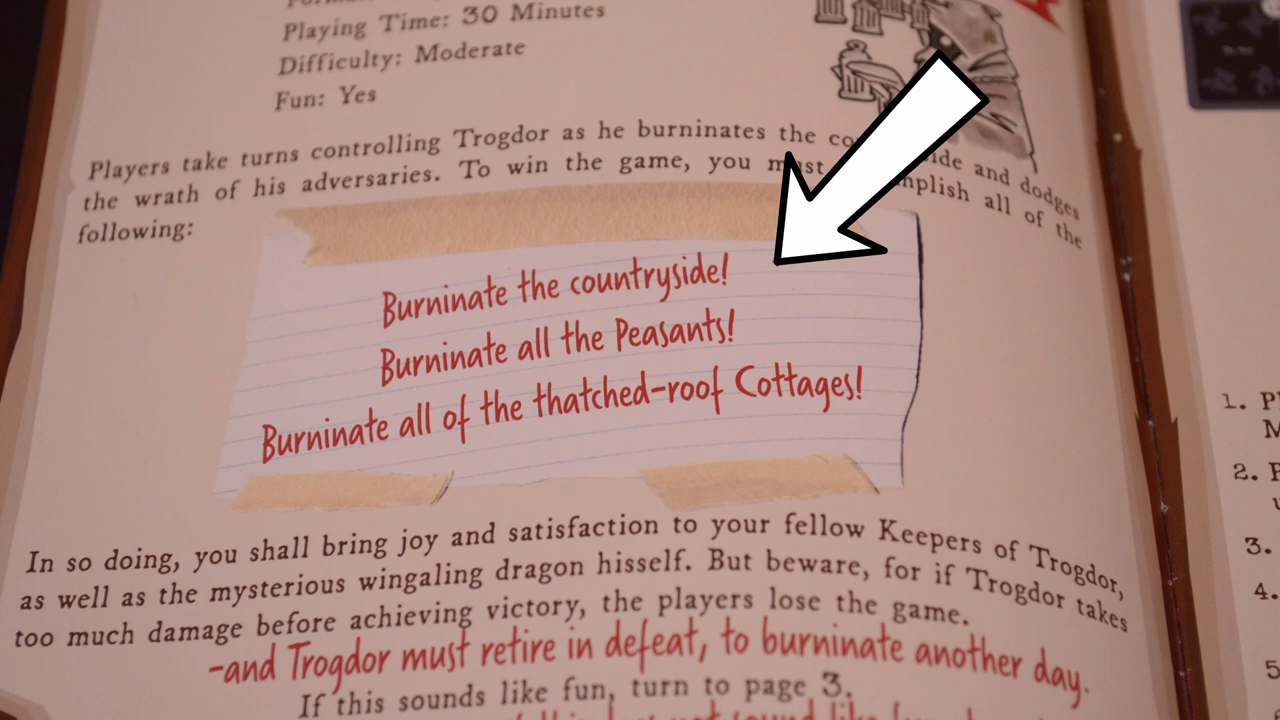 Playing Time: 30 Minutes
Difficulty: Moderate
Fun: Yes
Players take turns controlling Trogdor as he burninates the and dodges
the wrath of his adversaries. To win the game, you must all of the
following:
Burninate the countryside!
Burninate all the Peasants!
Burninate all of the thatched-roof Cottages!
In so doing, you shall bring joy and satisfaction to your fellow Keepers of Trogdor,
as well as the mysterious wingaling dragon hisself. But beware, for if Trogdor takes
too much damage before achieving victory, the players lose the game.
-and Trogdor must retire in defeat, to burninate another day.
If this sounds like fun, turn to page 3.
1.
2.
3.
4.
5